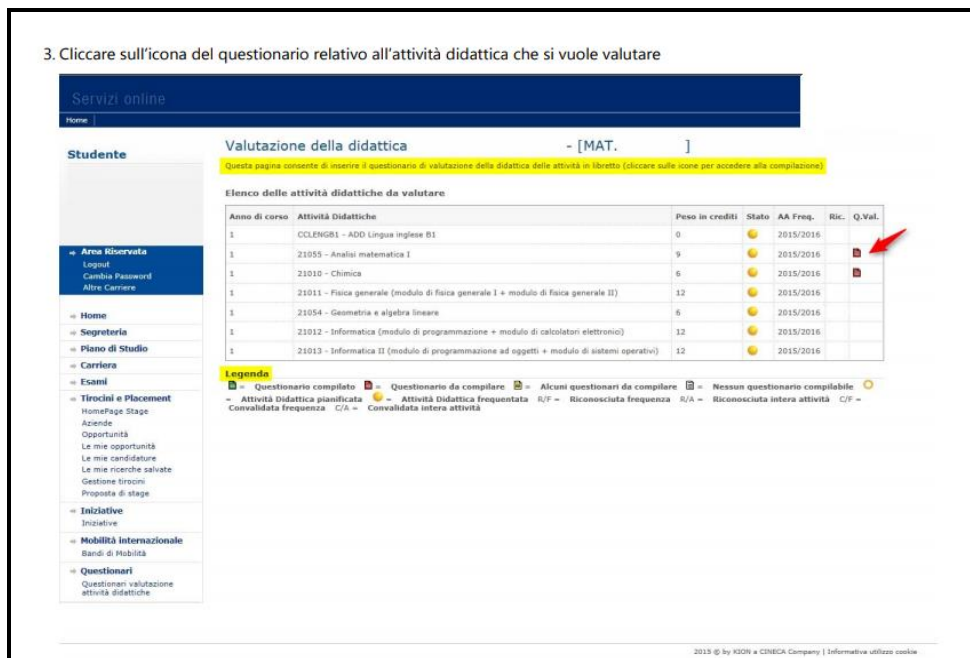 3. Cliccare sull'icona del questionario relativo all'attività didattica che si vuole valutare
Servizi online
Home
Studente
Area Riservata
Logout
Cambia Password
Altre Carriere
Home
Segreteria
Piano di Studio
Carriera
Esami
Tirocini e Placement
HomePage Stage
Aziende
Opportunità
Le mie opportunità
Le mie candidature
Le mie ricerche salvate
Gestione tirocini
Proposta di stage
Iniziative
Iniziative
Mobilità internazionale
Bandi di Mobilità
Questionari
Questionari valutazione
attività didattiche
Valutazione della didattica - [MAT. ]
Questa pagina consente di inserire il questionario di valutazione della didattica delle attività in libretto (cliccare sulle icone per accedere alla compilazione)
Elenco delle attività didattiche da valutare
Anno di corso Attività Didattiche Peso in crediti Stato AA Freq. Ric. Q.Val.
1 CCLENGB1 - ADD Lingua inglese B1 0 2015/2016
1 21055 - Analisi matematica I 9 2015/2016
1 21010 - Chimica 6 2015/2016
1 21011 - Fisica generale (modulo di fisica generale I + modulo di fisica generale II) 12 2015/2016
1 21054 - Geometria e algebra lineare 6 2015/2016
1 21012 - Informatica (modulo di programmazione + modulo di calcolatori elettronici) 12 2015/2016
1 21013 - Informatica II (modulo di programmazione ad oggetti + modulo di sistemi operativi) 12 2015/2016
Legenda
= Questionario compilato = Questionario da compilare = Alcuni questionari da compilare = Nessun questionario compilabile
= Attività Didattica pianificata = Attività Didattica frequentata R/F = Riconosciuta frequenza R/A = Riconosciuta intera attività C/F =
Convalidata frequenza C/A = Convalidata intera attività
2015 © by KION a CINECA Company | Informativa utilizzo cookie